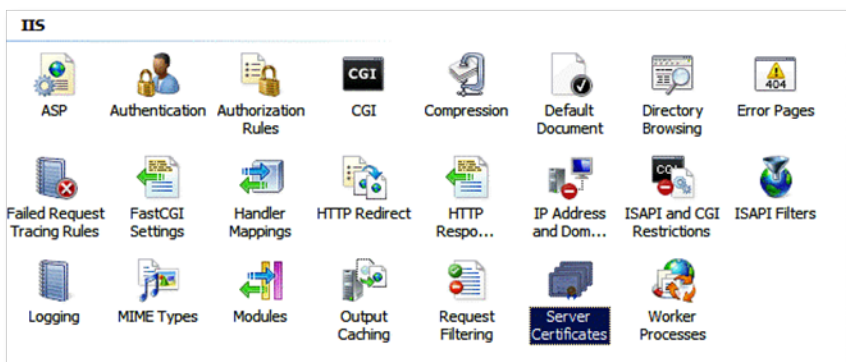 IIS
CGI
404
ASP
Authentication
Authorization
Rules
CGI
Compression
Default
Document
Directory
Browsing
Error Pages
CGI
Failed Request
Tracing Rules
FastCGI
Settings
Handler
Mappings
HTTP Redirect
HTTP
Respo...
IP Address
and Dom...
ISAPI and CGI
Restrictions
ISAPI Filters
Logging
MIME Types
Modules
Output
Caching
Request
Filtering
Server
Certificates
Worker
Processes